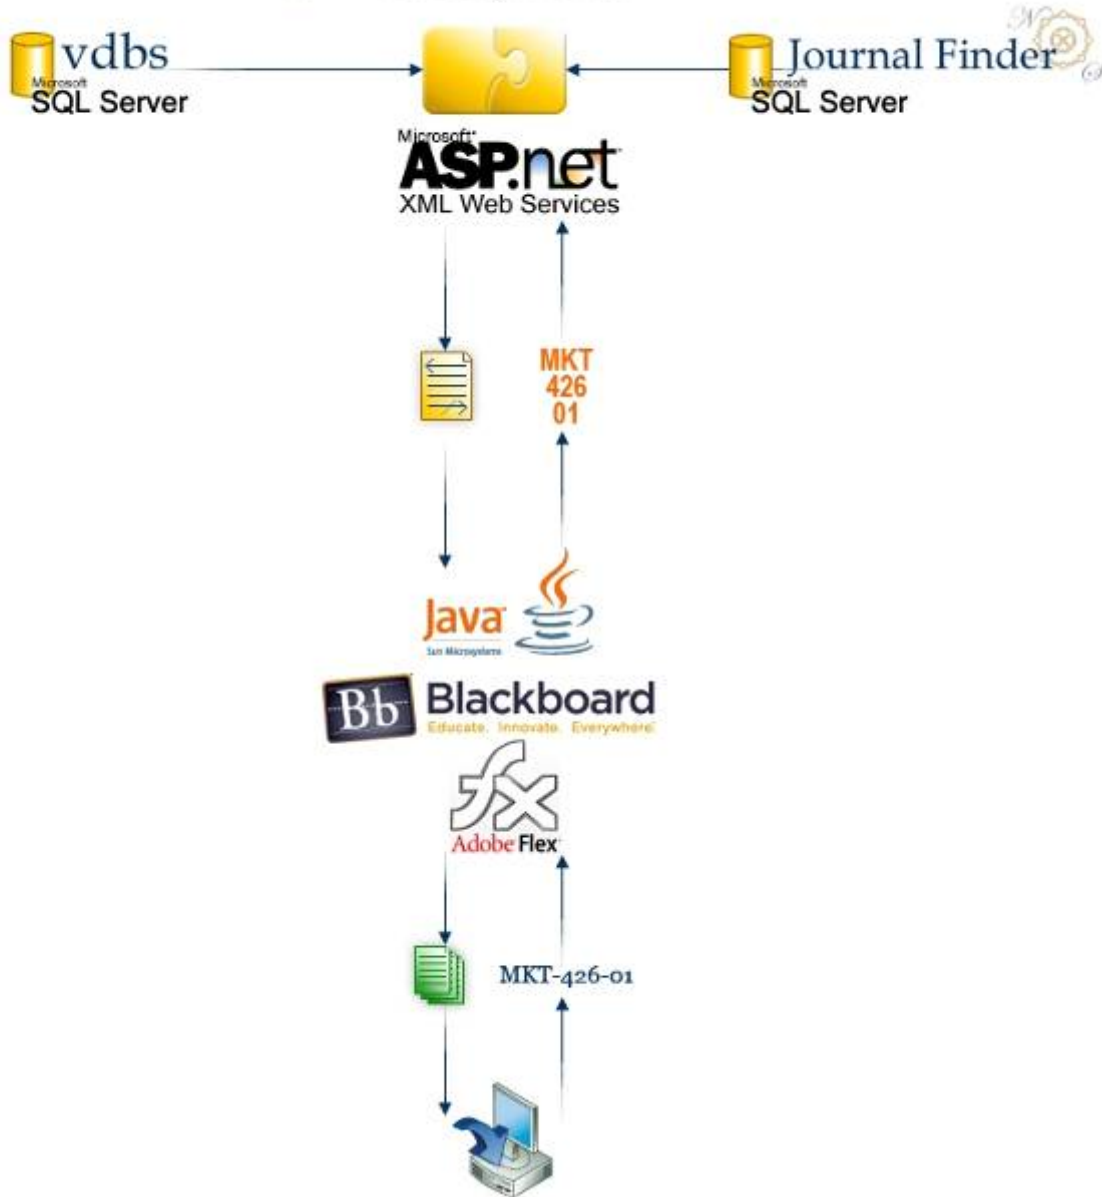 vdbs
Microsoft
SQL Server
Journal Finder
Microsoft
SQL Server
N
S
Microsoft
ASP.net
XML Web Services
MKT
426
01
Java
Sun Microsystems
Bb Blackboard
Educate. Innovate. Everywhere.
fx
Adobe Flex
MKT-426-01